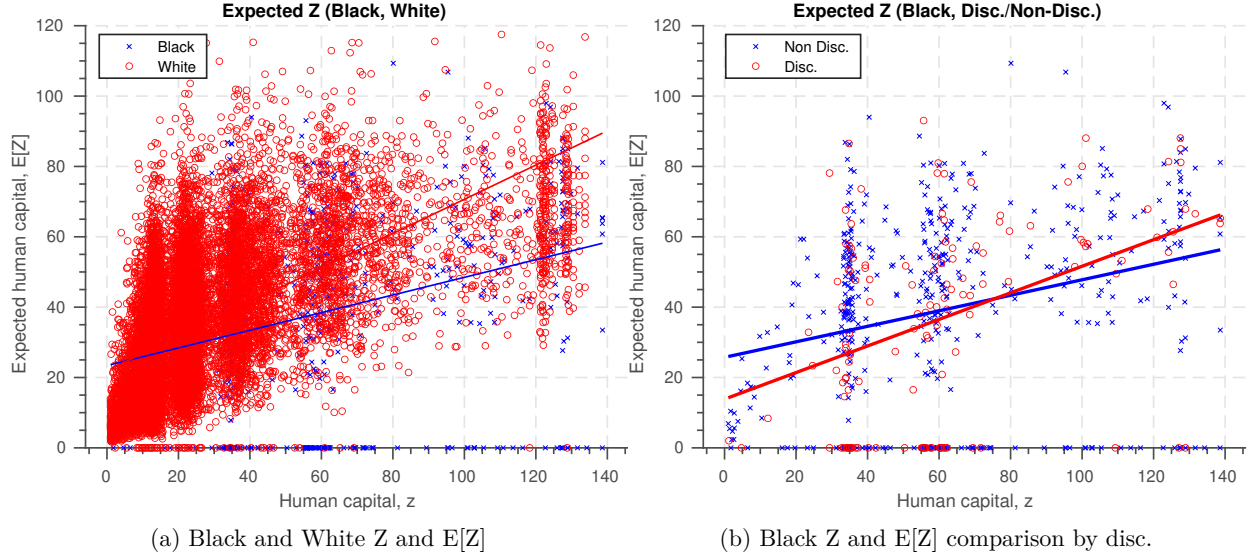 Expected Z (Black, White)
120
100
80
60
40
20
0
Expected human capital, E[Z]
Black
White
0 20 40 60 80 100 120 140
Human capital, z
(a) Black and White Z and E[Z]
Expected Z (Black, Disc./Non-Disc.)
120
100
80
60
40
20
0
Expected human capital, E[Z]
Non Disc.
Disc.
0 20 40 60 80 100 120 140
Human capital, z
(b) Black Z and E[Z] comparison by disc.